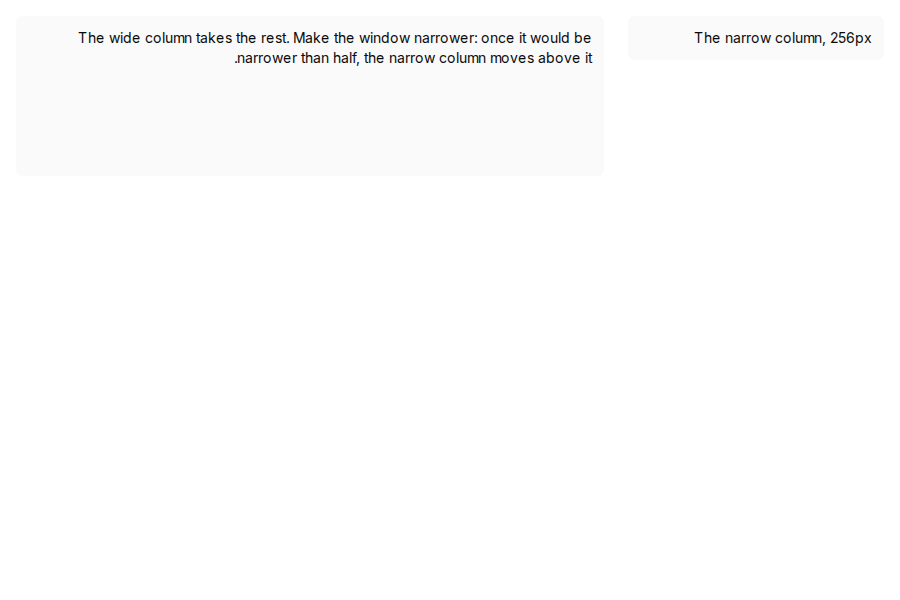 The narrow column, 256px
The wide column takes the rest. Make the window narrower: once it would be
narrower than half, the narrow column moves above it.